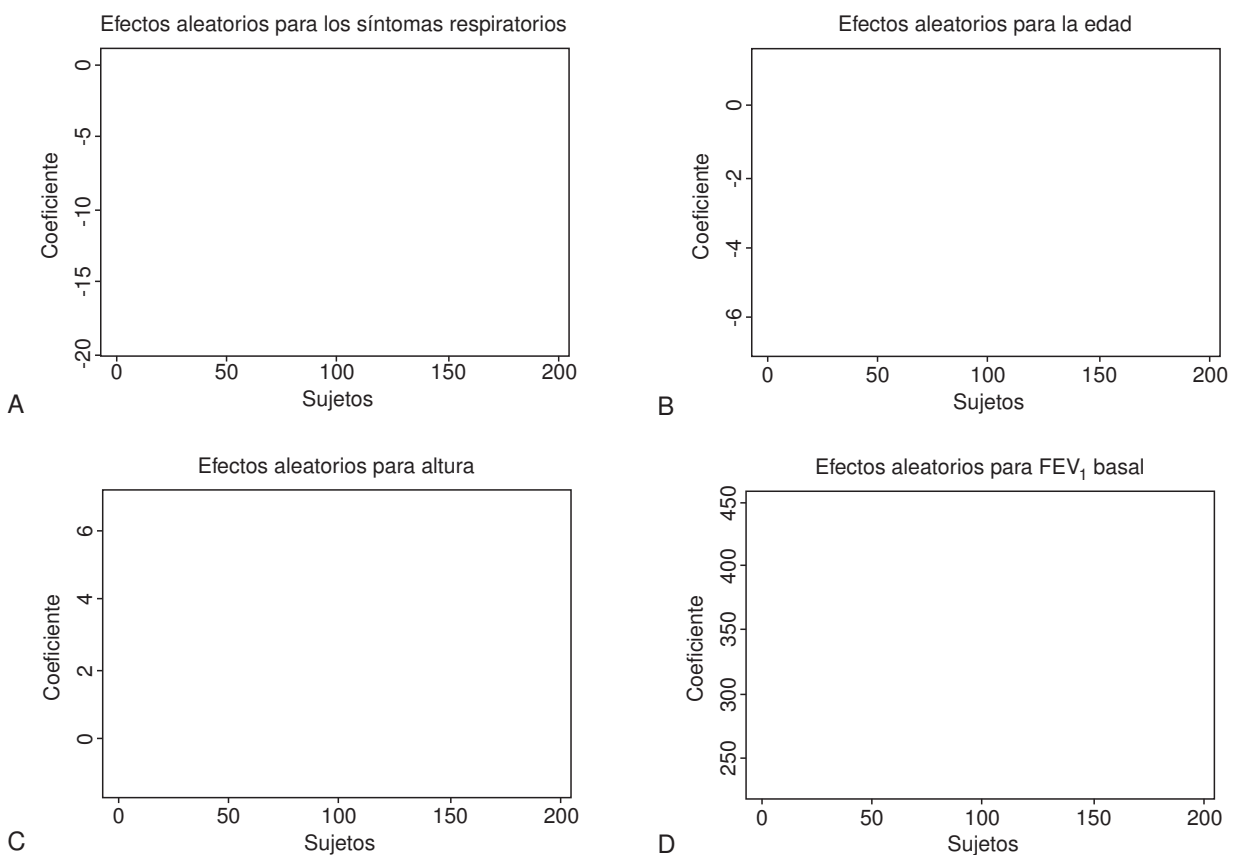 Efectos aleatorios para los síntomas respiratorios
Coeficiente
0
-5
-10
-15
-20
0 50 100 150 200
Sujetos
A
Efectos aleatorios para la edad
Coeficiente
0
-2
-4
-6
0 50 100 150 200
Sujetos
B
Efectos aleatorios para altura
Coeficiente
6
4
2
0
0 50 100 150 200
Sujetos
C
Efectos aleatorios para FEV₁ basal
Coeficiente
450
400
350
300
250
0 50 100 150 200
Sujetos
D